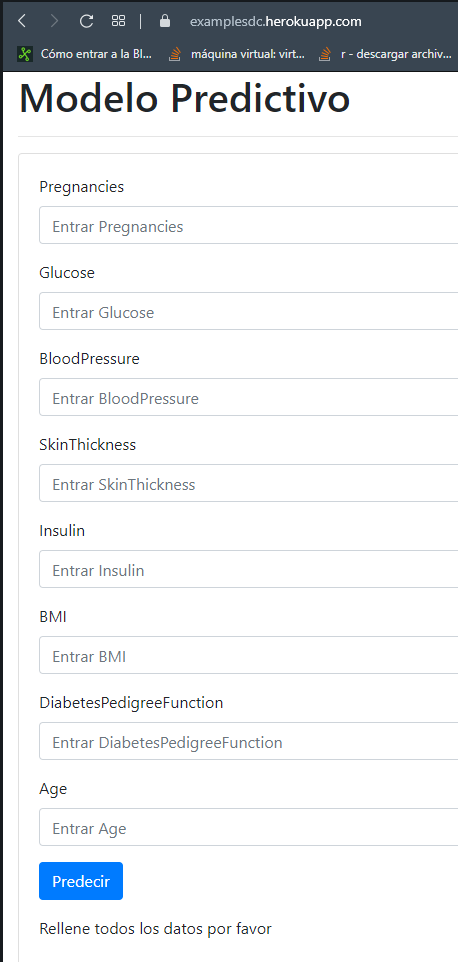 examplesdc.herokuapp.com
Cómo entrar a la Bl... máquina virtual: virt... r - descargar archiv...
Modelo Predictivo
Pregnancies
Entrar Pregnancies
Glucose
Entrar Glucose
BloodPressure
Entrar BloodPressure
SkinThickness
Entrar SkinThickness
Insulin
Entrar Insulin
BMI
Entrar BMI
DiabetesPedigreeFunction
Entrar DiabetesPedigreeFunction
Age
Entrar Age
Predecir
Rellene todos los datos por favor